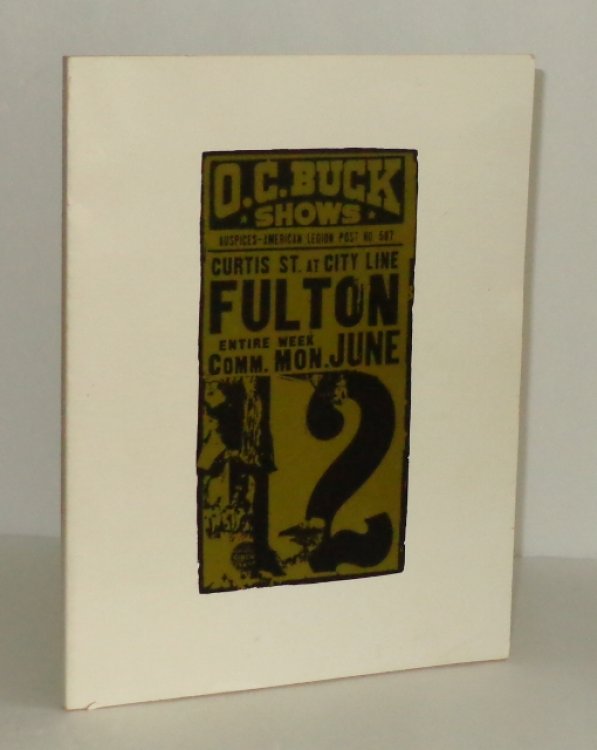 O.C. BUCK
SHOWS
AUSPICES-AMERICAN LEGION POST NO. 587
CURTIS ST. AT CITY LINE
FULTON
ENTIRE WEEK
COMM. MON. JUNE
12